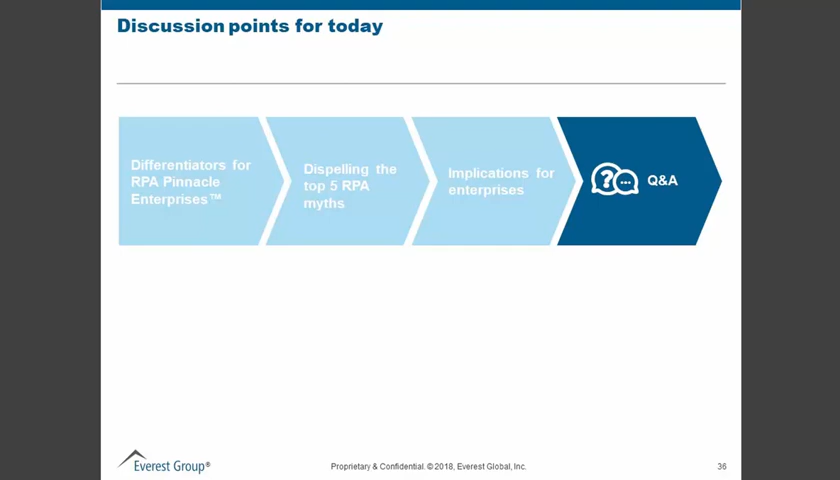 Discussion points for today
Differentiators for
RPA Pinnacle
Enterprises™
Dispelling the
top 5 RPA
myths
Implications for
enterprises
Q&A
Everest Group®
Proprietary & Confidential. © 2018, Everest Global, Inc.
36